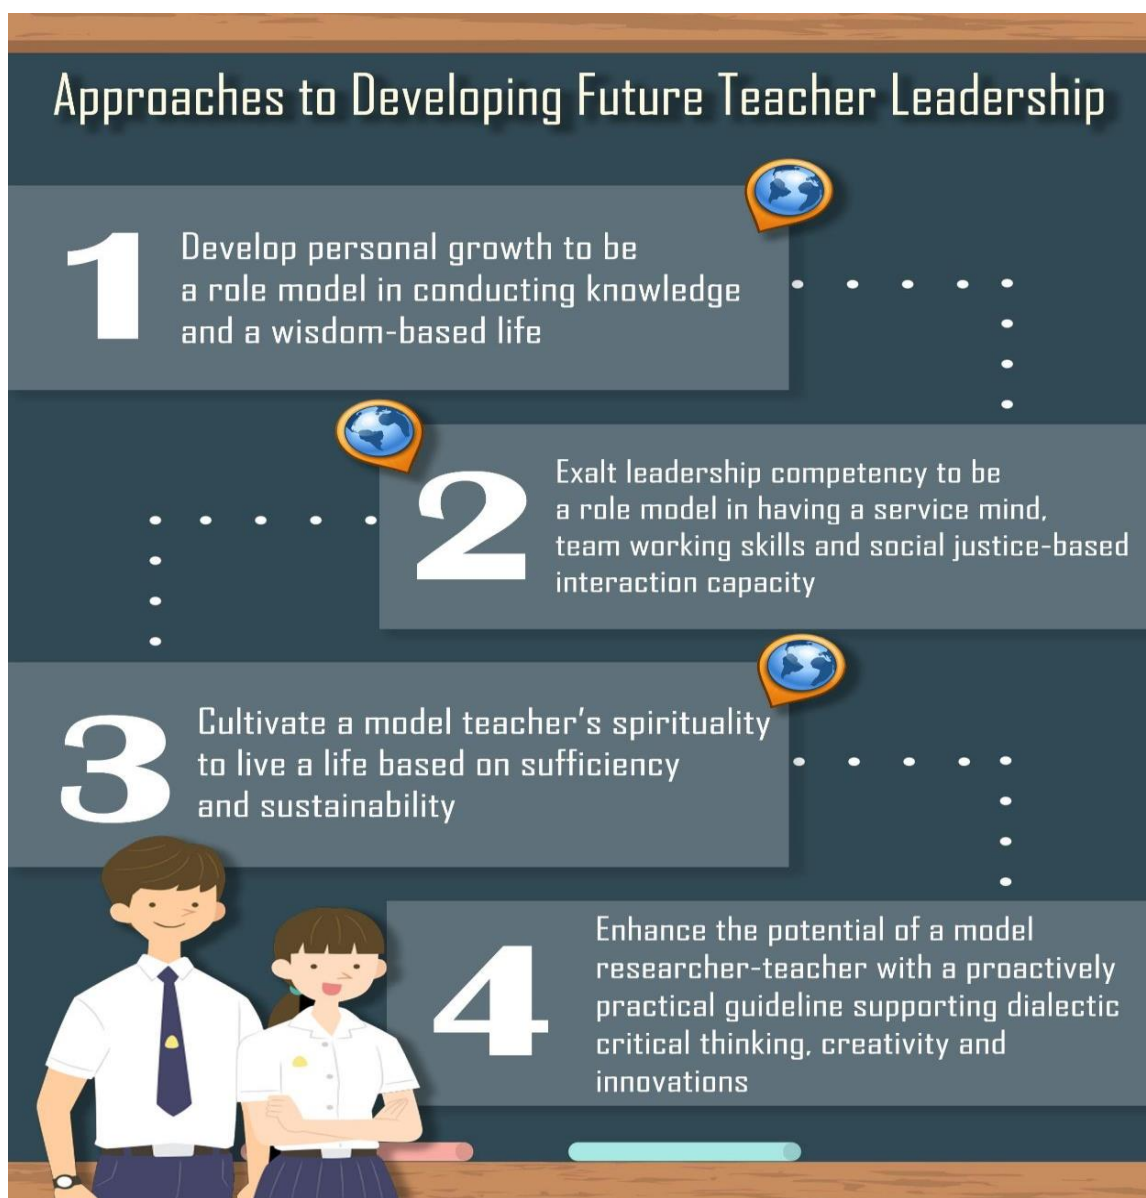 Approaches to Developing Future Teacher Leadership
1
Develop personal growth to be
a role model in conducting knowledge
and a wisdom-based life
2
Exalt leadership competency to be
a role model in having a service mind,
team working skills and social justice-based
interaction capacity
3
Cultivate a model teacher's spirituality
to live a life based on sufficiency
and sustainability
4
Enhance the potential of a model
researcher-teacher with a proactively
practical guideline supporting dialectic
critical thinking, creativity and
innovations